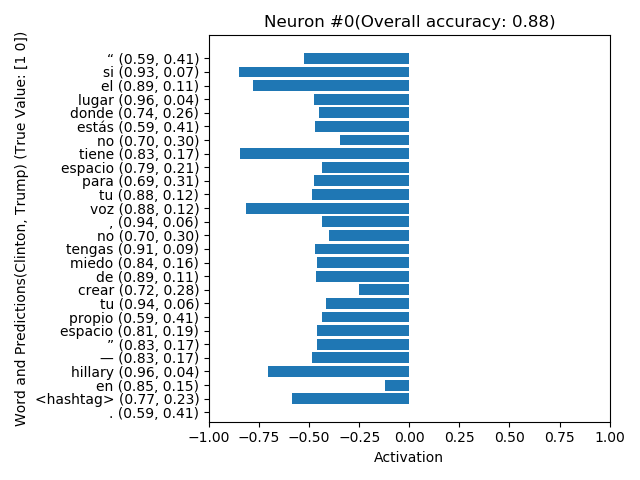 Neuron #0(Overall accuracy: 0.88)
Word and Predictions(Clinton, Trump) (True Value: [1 0])
“ (0.59, 0.41)
si (0.93, 0.07)
el (0.89, 0.11)
lugar (0.96, 0.04)
donde (0.74, 0.26)
estás (0.59, 0.41)
no (0.70, 0.30)
tiene (0.83, 0.17)
espacio (0.79, 0.21)
para (0.69, 0.31)
tu (0.88, 0.12)
voz (0.88, 0.12)
, (0.94, 0.06)
no (0.70, 0.30)
tengas (0.91, 0.09)
miedo (0.84, 0.16)
de (0.89, 0.11)
crear (0.72, 0.28)
tu (0.94, 0.06)
propio (0.59, 0.41)
espacio (0.81, 0.19)
” (0.83, 0.17)
— (0.83, 0.17)
hillary (0.96, 0.04)
en (0.85, 0.15)
<hashtag> (0.77, 0.23)
. (0.59, 0.41)
−1.00 −0.75 −0.50 −0.25 0.00 0.25 0.50 0.75 1.00
Activation